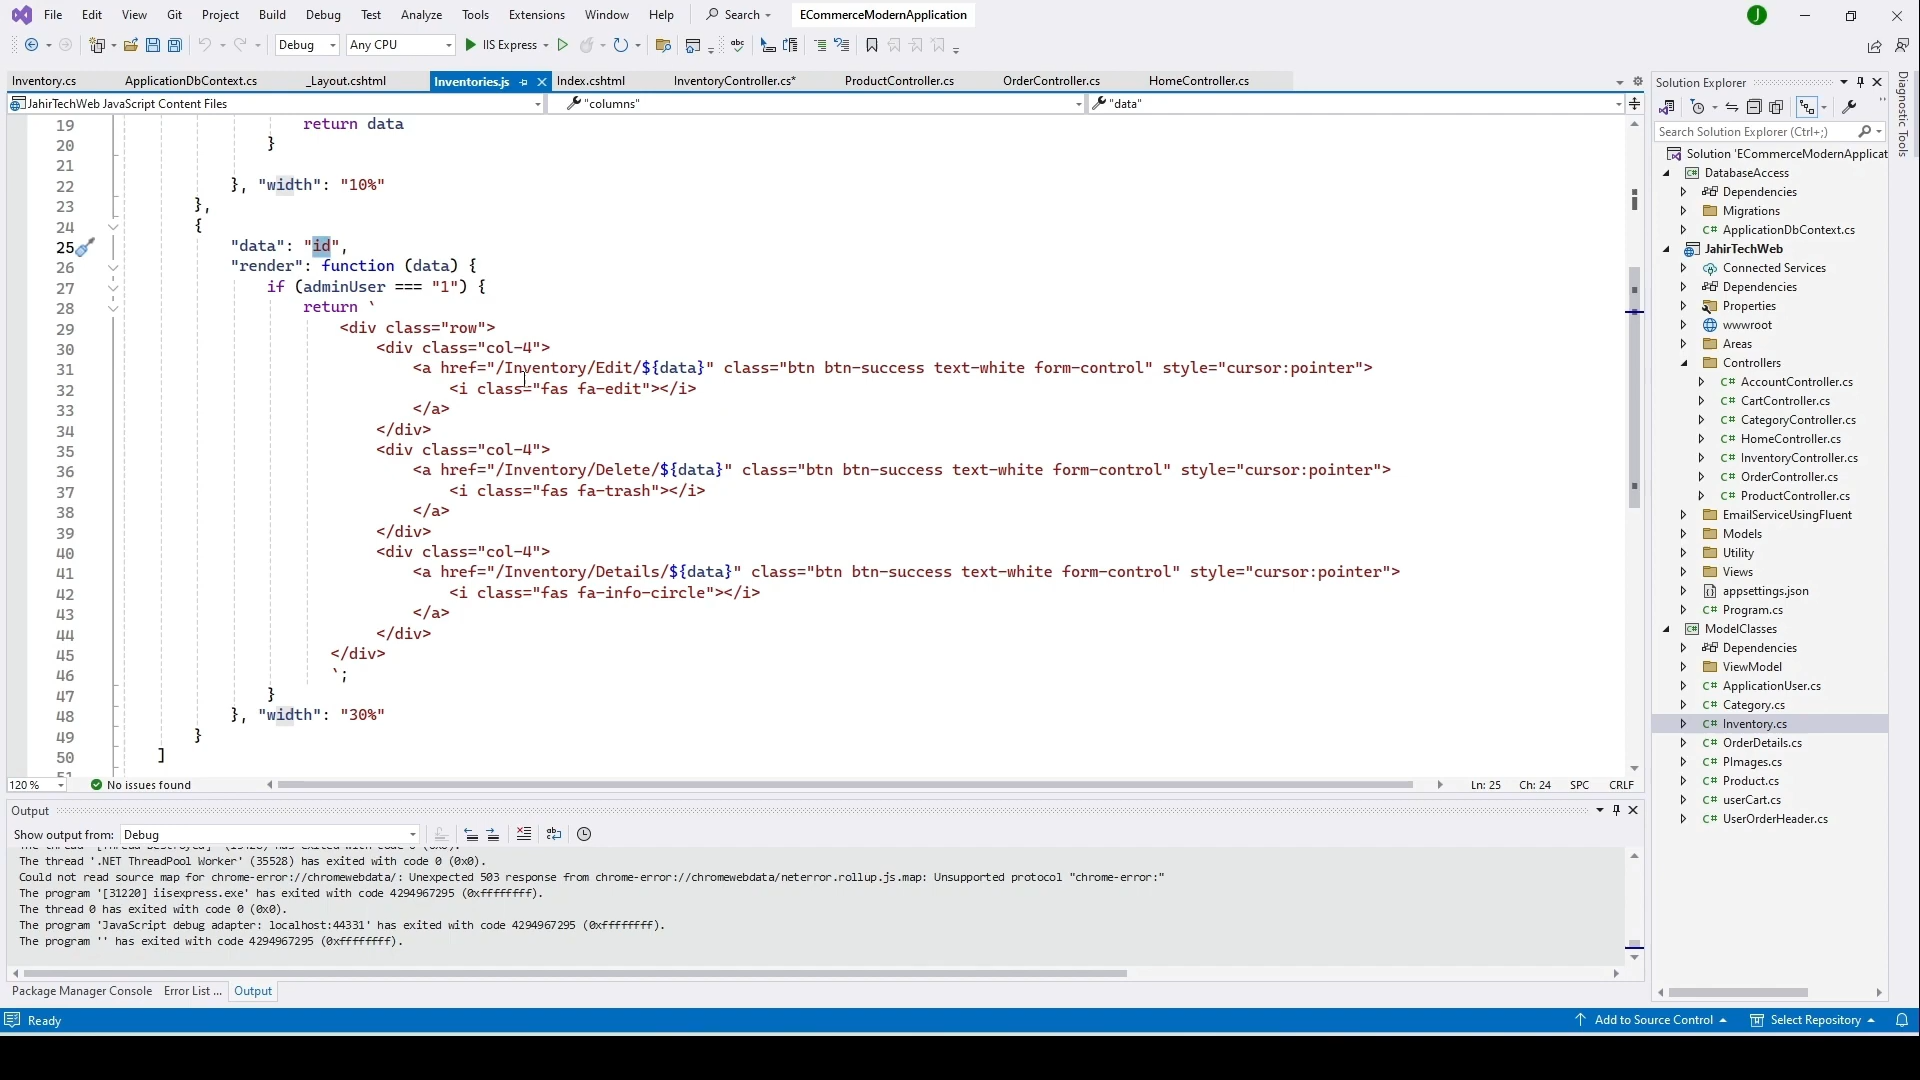 File Edit View Git Project Build Debug Test Analyze Tools Extensions Window Help Search ECommerceModernApplication J
Debug Any CPU IIS Express
Inventory.cs ApplicationDbContext.cs _Layout.cshtml Inventories.js Index.cshtml InventoryController.cs* ProductController.cs OrderController.cs HomeController.cs
JahirTechWeb JavaScript Content Files "columns" "data"
19 return data
20 }
21
22 }, "width": "10%"
23 },
24 {
25 "data": "id",
26 "render": function (data) {
27 if (adminUser === "1") {
28 return `
29 <div class="row">
30 <div class="col-4">
31 <a href="/Inventory/Edit/${data}" class="btn btn-success text-white form-control" style="cursor:pointer">
32 <i class="fas fa-edit"></i>
33 </a>
34 </div>
35 <div class="col-4">
36 <a href="/Inventory/Delete/${data}" class="btn btn-success text-white form-control" style="cursor:pointer">
37 <i class="fas fa-trash"></i>
38 </a>
39 </div>
40 <div class="col-4">
41 <a href="/Inventory/Details/${data}" class="btn btn-success text-white form-control" style="cursor:pointer">
42 <i class="fas fa-info-circle"></i>
43 </a>
44 </div>
45 </div>
46 `;
47 }
48 }, "width": "30%"
49 }
50 ]
51
120 % No issues found Ln: 25 Ch: 24 SPC CRLF
Output
Show output from: Debug
The thread '.NET ThreadPool Worker' (35528) has exited with code 0 (0x0).
Could not read source map for chrome-error://chromewebdata/: Unexpected 503 response from chrome-error://chromewebdata/neterror.rollup.js.map: Unsupported protocol "chrome-error:"
The program '[31220] iisexpress.exe' has exited with code 4294967295 (0xffffffff).
The thread 0 has exited with code 0 (0x0).
The program 'JavaScript debug adapter: localhost:44331' has exited with code 4294967295 (0xffffffff).
The program '' has exited with code 4294967295 (0xffffffff).
Package Manager Console Error List ... Output
Ready Add to Source Control Select Repository
Solution Explorer
Search Solution Explorer (Ctrl+;)
Solution 'ECommerceModernApplicat
DatabaseAccess
Dependencies
Migrations
C# ApplicationDbContext.cs
JahirTechWeb
Connected Services
Dependencies
Properties
wwwroot
Areas
Controllers
C# AccountController.cs
C# CartController.cs
C# CategoryController.cs
C# HomeController.cs
C# InventoryController.cs
C# OrderController.cs
C# ProductController.cs
EmailServiceUsingFluent
Models
Utility
Views
appsettings.json
C# Program.cs
ModelClasses
Dependencies
ViewModel
C# ApplicationUser.cs
C# Category.cs
C# Inventory.cs
C# OrderDetails.cs
C# PImages.cs
C# Product.cs
C# userCart.cs
C# UserOrderHeader.cs
Diagnostic Tools